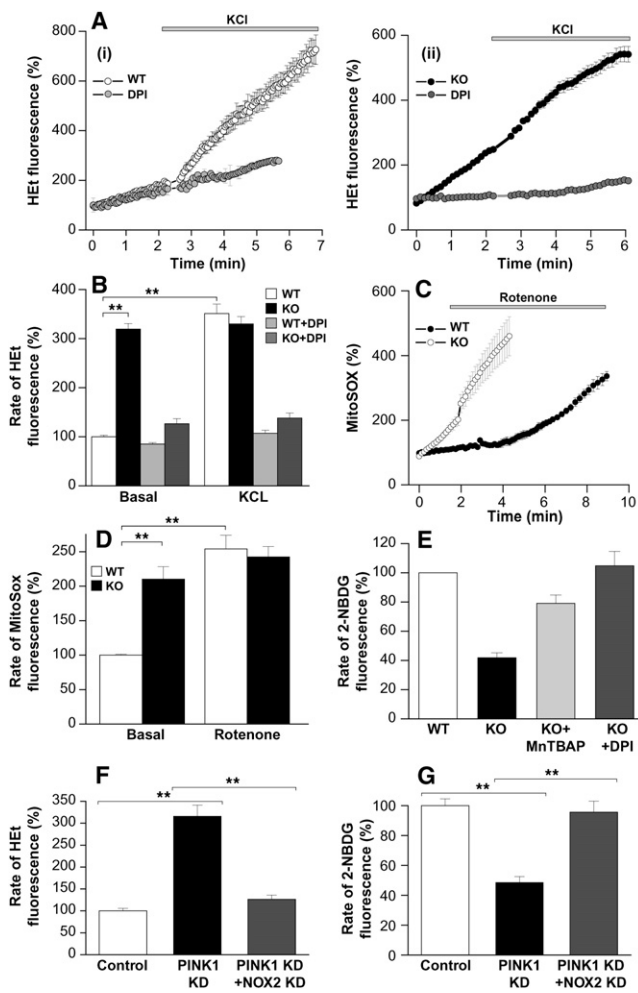 A
KCl
(i)
WT
DPI
HEt fluorescence (%)
800
600
400
200
0
0 1 2 3 4 5 6 7
Time (min)
KCl
(ii)
KO
DPI
HEt fluorescence (%)
600
400
200
0
0 1 2 3 4 5 6
Time (min)
B
**
**
WT
KO
WT+DPI
KO+DPI
Rate of HEt
fluorescence (%)
400
350
300
200
100
0
Basal KCL
C
Rotenone
WT
KO
MitoSOX (%)
600
400
200
0
0 2 4 6 8 10
Time (min)
D
**
**
WT
KO
Rate of MitoSox
fluorescence (%)
250
200
150
100
50
0
Basal Rotenone
E
Rate of 2-NBDG
fluorescence (%)
120
100
80
60
40
20
0
WT KO KO+ KO
MnTBAP +DPI
F
**
**
Rate of HEt
fluorescence (%)
350
300
250
200
150
100
50
0
Control PINK1 PINK1 KD
KD +NOX2 KD
G
**
**
Rate of 2-NBDG
fluorescence (%)
100
80
60
40
20
0
Control PINK1 PINK1 KD
KD +NOX2 KD